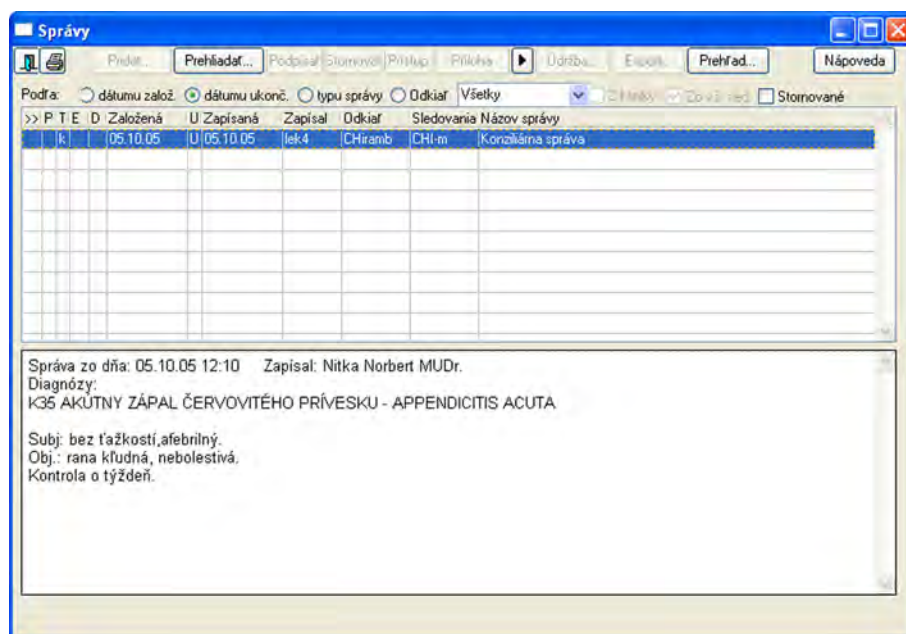 Správy
Pridať... Prehliadať... Podpísať Stornovať Prístup Príloha Údržba... Export... Prehľad... Nápoveda
Podľa: dátumu založ. dátumu ukonč. typu správy Odkiaľ Všetky Stornované
>> P T E D Založená U Zapísaná Zapísal Odkiaľ Sledovania Názov správy
k 05.10.05 U 05.10.05 lek4 CHiramb CHI-m Konziliárna správa
Správa zo dňa: 05.10.05 12:10 Zapísal: Nitka Norbert MUDr.
Diagnózy:
K35 AKÚTNY ZÁPAL ČERVOVITÉHO PRÍVESKU - APPENDICITIS ACUTA
Subj: bez ťažkostí,afebrilný.
Obj.: rana kľudná, nebolestivá.
Kontrola o týždeň.